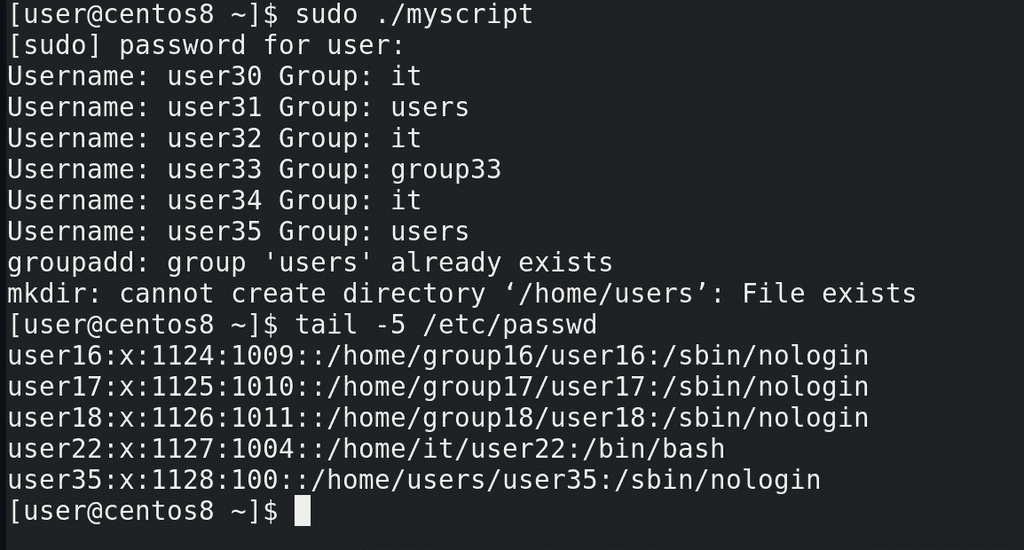 [user@centos8 ~]$ sudo ./myscript
[sudo] password for user:
Username: user30 Group: it
Username: user31 Group: users
Username: user32 Group: it
Username: user33 Group: group33
Username: user34 Group: it
Username: user35 Group: users
groupadd: group 'users' already exists
mkdir: cannot create directory ‘/home/users’: File exists
[user@centos8 ~]$ tail -5 /etc/passwd
user16:x:1124:1009::/home/group16/user16:/sbin/nologin
user17:x:1125:1010::/home/group17/user17:/sbin/nologin
user18:x:1126:1011::/home/group18/user18:/sbin/nologin
user22:x:1127:1004::/home/it/user22:/bin/bash
user35:x:1128:100::/home/users/user35:/sbin/nologin
[user@centos8 ~]$